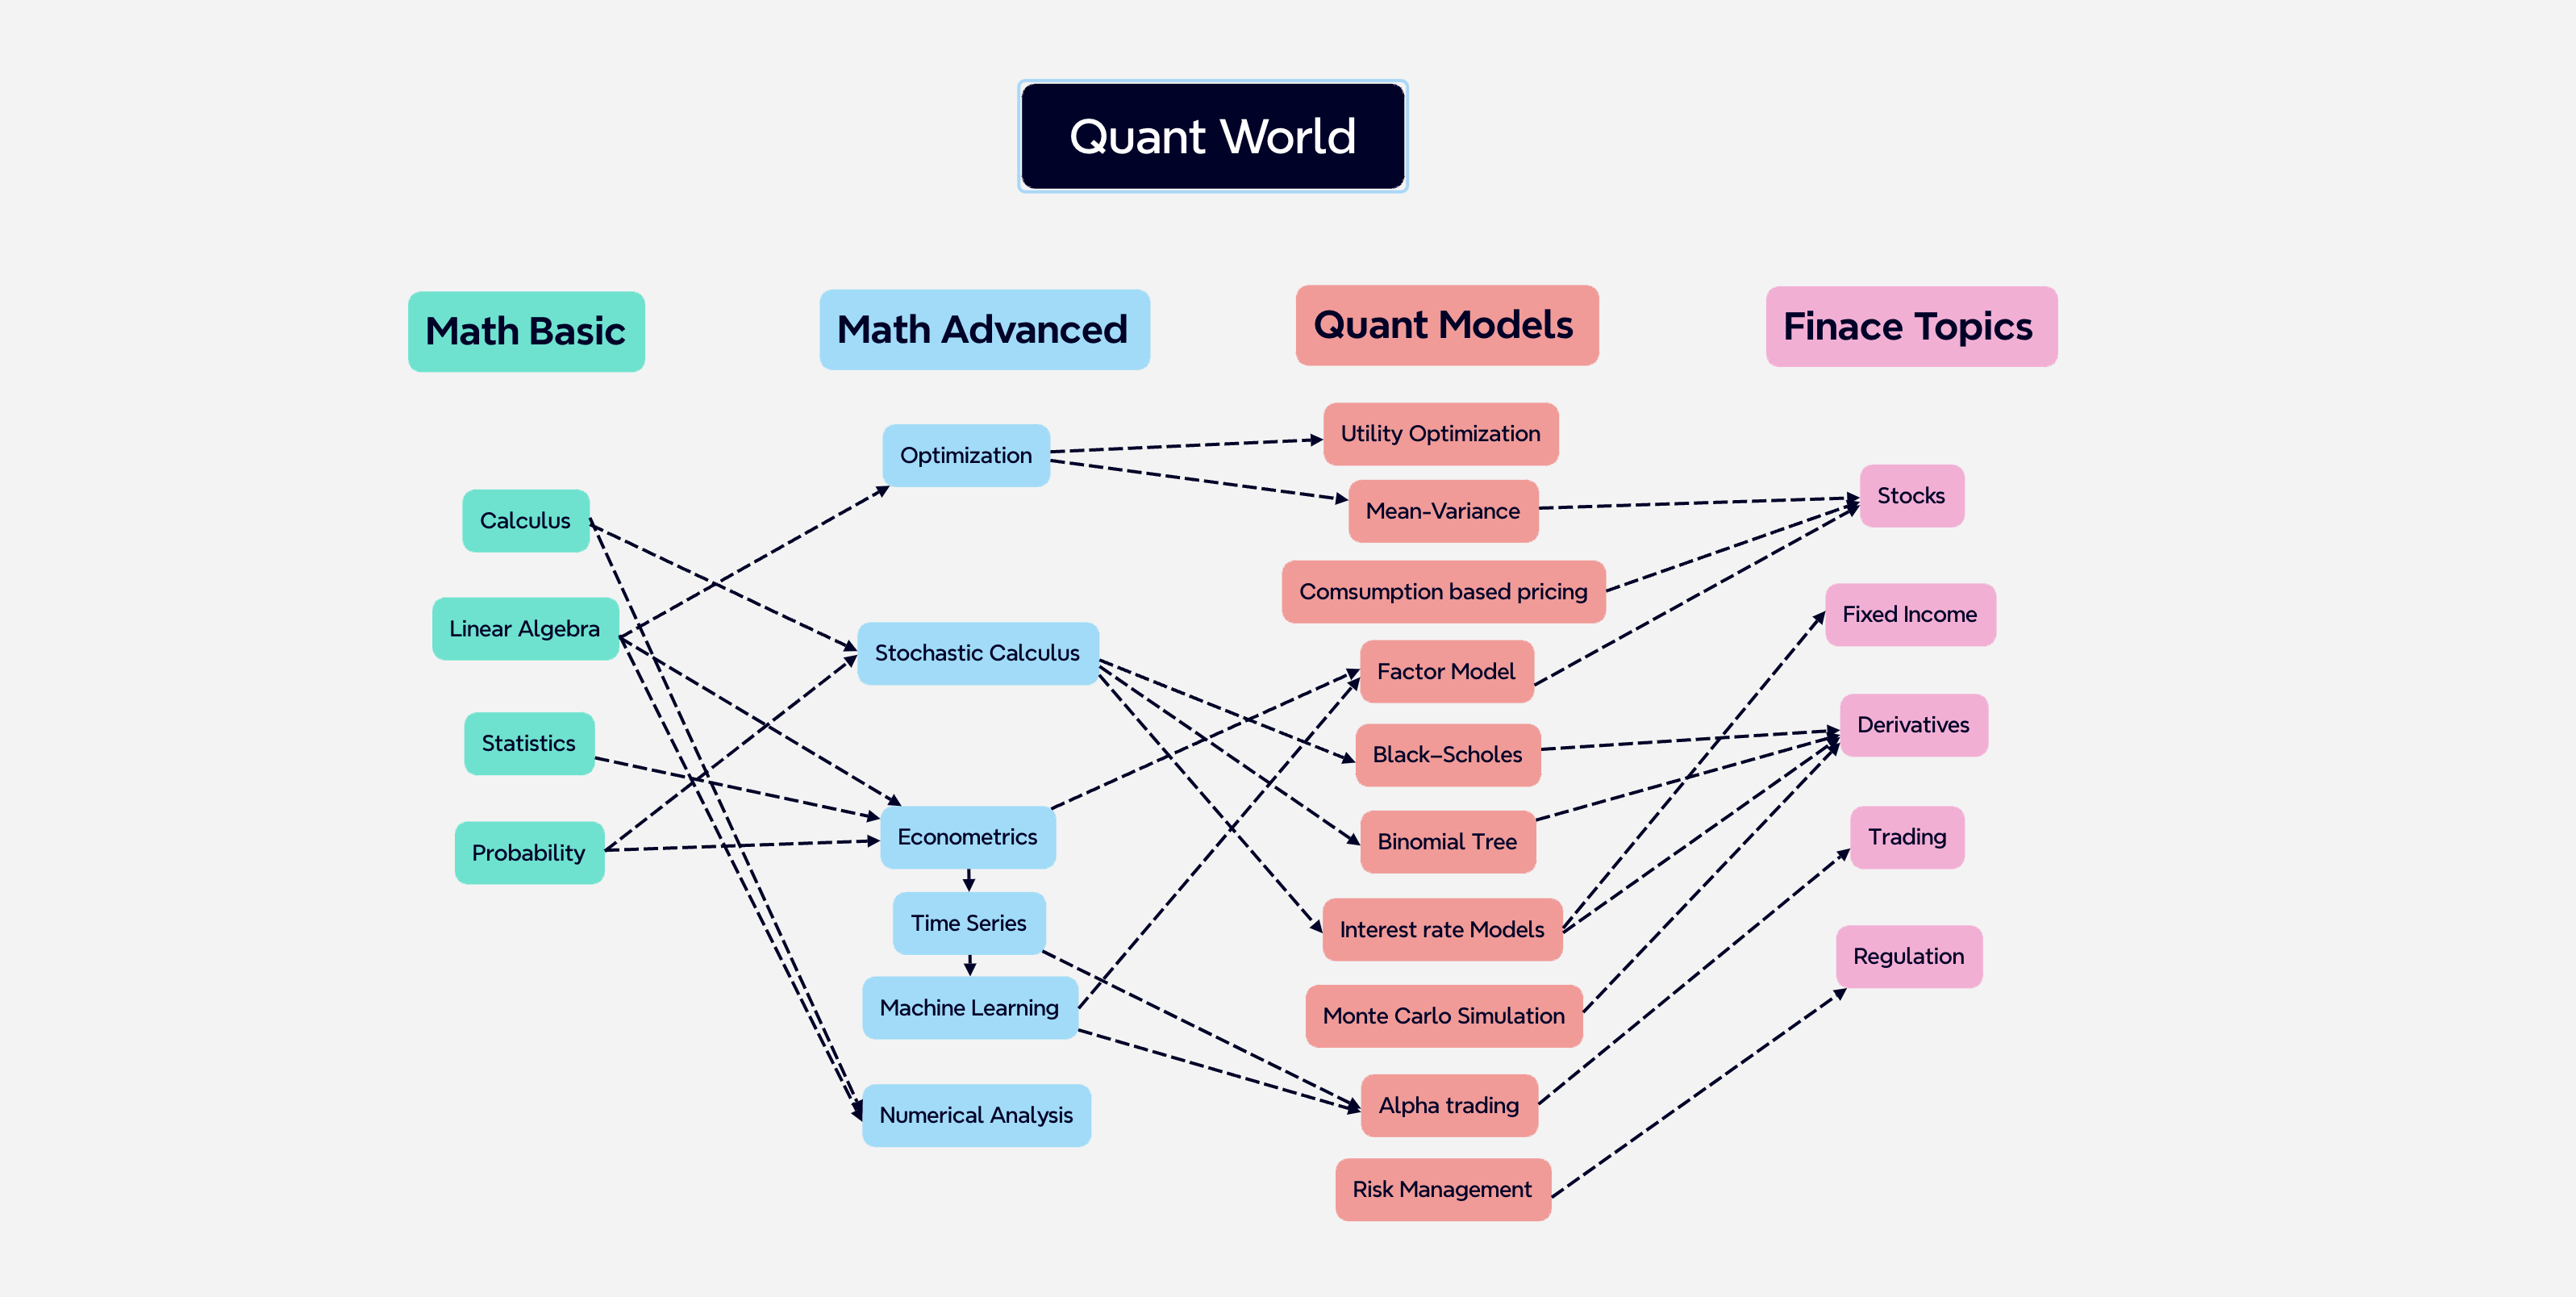 Quant World
Math Basic
Math Advanced
Quant Models
Finace Topics
Calculus
Linear Algebra
Statistics
Probability
Optimization
Stochastic Calculus
Econometrics
Time Series
Machine Learning
Numerical Analysis
Utility Optimization
Mean-Variance
Comsumption based pricing
Factor Model
Black–Scholes
Binomial Tree
Interest rate Models
Monte Carlo Simulation
Alpha trading
Risk Management
Stocks
Fixed Income
Derivatives
Trading
Regulation